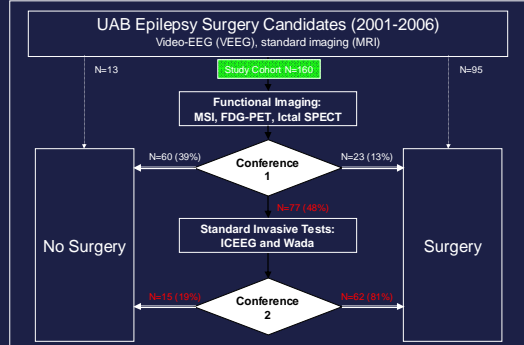 UAB Epilepsy Surgery Candidates (2001-2006)
Video-EEG (VEEG), standard imaging (MRI)
N=13
Study Cohort N=160
N=95
Functional Imaging:
MSI, FDG-PET, Ictal SPECT
N=60 (39%)
Conference
1
N=23 (13%)
N=77 (48%)
No Surgery
Standard Invasive Tests:
ICEEG and Wada
Surgery
N=15 (19%)
Conference
2
N=62 (81%)